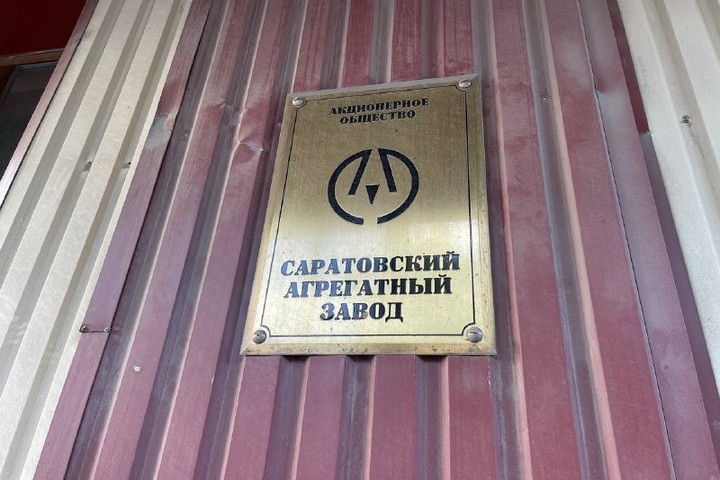 АКЦИОНЕРНОЕ
ОБЩЕСТВО
САРАТОВСКИЙ
АГРЕГАТНЫЙ
ЗАВОД